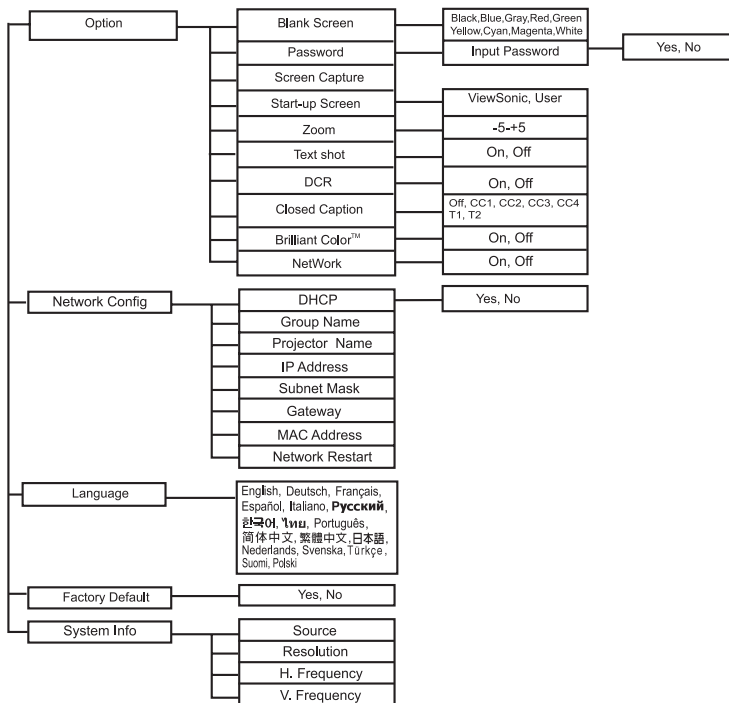 Option
Blank Screen
Black,Blue,Gray,Red,Green
Yellow,Cyan,Magenta,White
Password
Input Password
Yes, No
Screen Capture
Start-up Screen
ViewSonic, User
Zoom
-5-+5
Text shot
On, Off
DCR
On, Off
Closed Caption
Off, CC1, CC2, CC3, CC4
T1, T2
Brilliant Color™
On, Off
NetWork
On, Off
Network Config
DHCP
Yes, No
Group Name
Projector Name
IP Address
Subnet Mask
Gateway
MAC Address
Network Restart
Language
English, Deutsch, Français,
Español, Italiano, Русский,
한국어, ไทย, Português,
简体中文, 繁體中文, 日本語,
Nederlands, Svenska, Türkçe,
Suomi, Polski
Factory Default
Yes, No
System Info
Source
Resolution
H. Frequency
V. Frequency